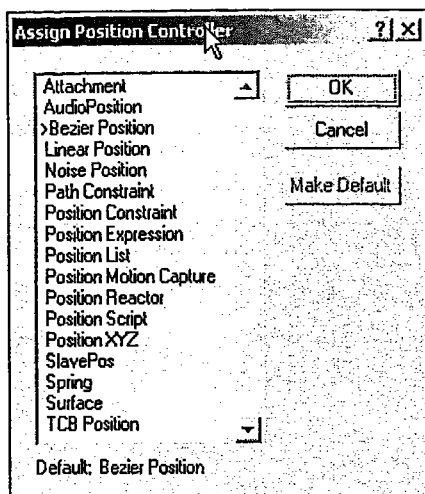 Assign Position Controller
Attachment
AudioPosition
>Bezier Position
Linear Position
Noise Position
Path Constraint
Position Constraint
Position Expression
Position List
Position Motion Capture
Position Reactor
Position Script
Position XYZ
SlavePos
Spring
Surface
TCB Position
OK
Cancel
Make Default
Default: Bezier Position